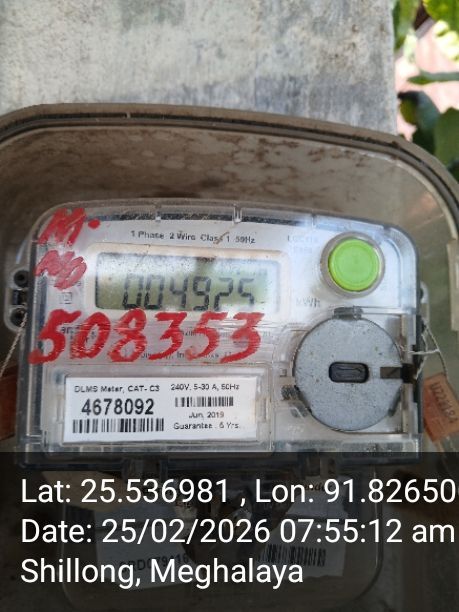 M.
NO
1 Phase 2 Wire Class 1 50Hz
004925
kWh
508353
DLMS Meter, CAT- C3
4678092
240V, 5-30 A, 50Hz
Jun, 2019
Guarantee : 5 Yrs.
Lat: 25.536981 , Lon: 91.82650
Date: 25/02/2026 07:55:12 am
Shillong, Meghalaya